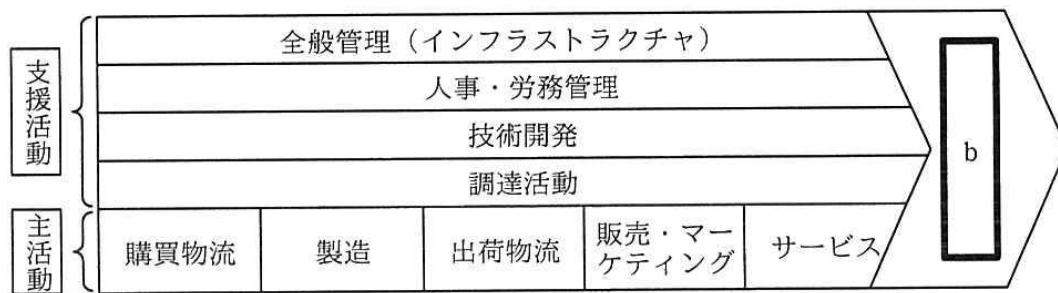 支援活動
全般管理（インフラストラクチャ）
人事・労務管理
技術開発
調達活動
b
主活動
購買物流
製造
出荷物流
販売・マー
ケティング
サービス